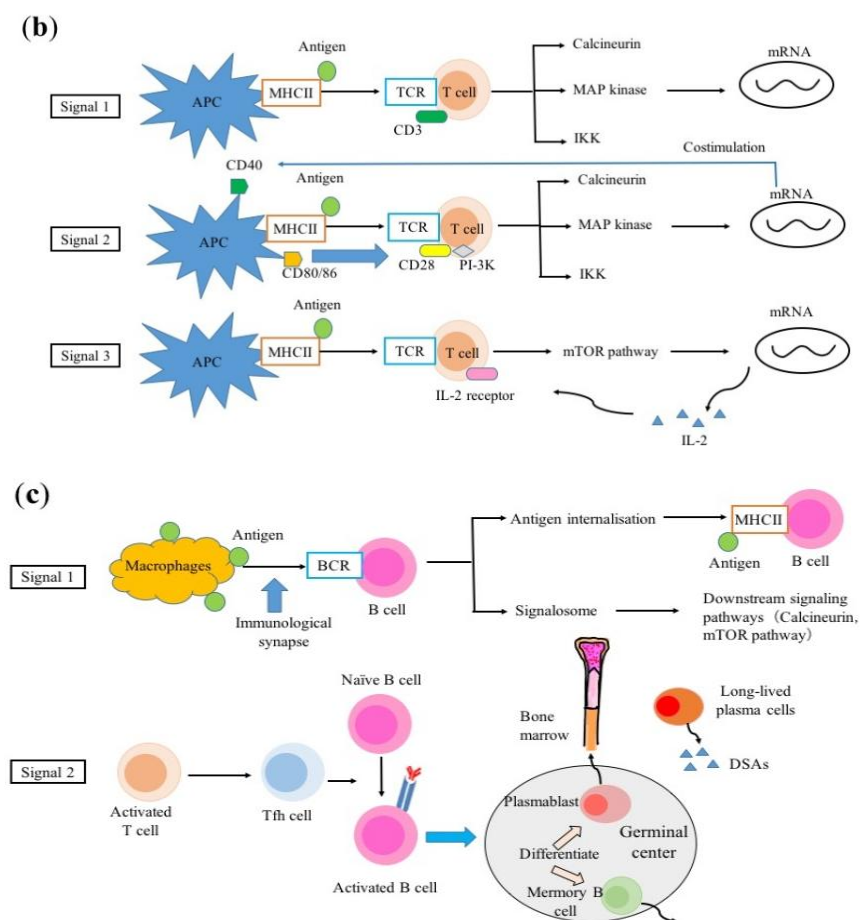 (b)
Antigen
Calcineurin
mRNA
Signal 1
APC
MHCII
TCR
T cell
MAP kinase
CD3
IKK
CD40
Costimulation
Antigen
Calcineurin
mRNA
Signal 2
APC
MHCII
TCR
T cell
MAP kinase
CD80/86
CD28
PI-3K
IKK
Antigen
mRNA
Signal 3
APC
MHCII
TCR
T cell
mTOR pathway
IL-2 receptor
IL-2
(c)
Antigen
Antigen internalisation
MHCII
Signal 1
Macrophages
BCR
Antigen
B cell
B cell
Immunological
synapse
Signalosome
Downstream signaling
pathways (Calcineurin,
mTOR pathway)
Naïve B cell
Bone
marrow
Long-lived
plasma cells
Signal 2
DSAs
Activated
T cell
Tfh cell
Plasmablast
Germinal
center
Differentiate
Activated B cell
Mermory B
cell